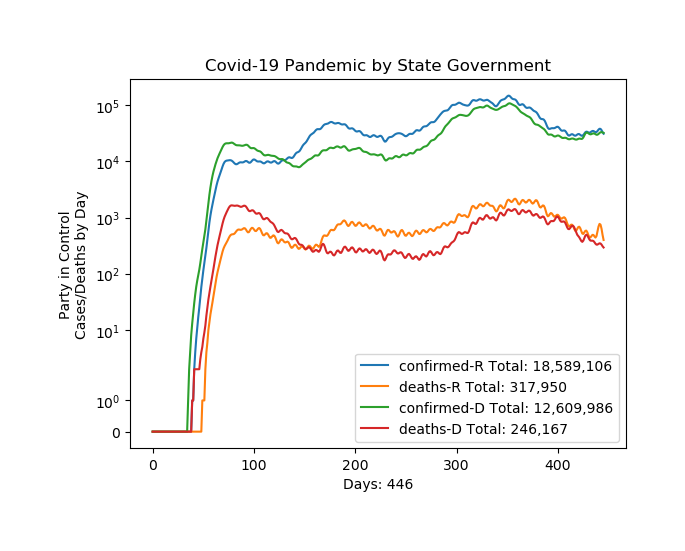 Covid-19 Pandemic by State Government
Party in Control
Cases/Deaths by Day
10^5
10^4
10^3
10^2
10^1
10^0
0
confirmed-R Total: 18,589,106
deaths-R Total: 317,950
confirmed-D Total: 12,609,986
deaths-D Total: 246,167
0 100 200 300 400
Days: 446